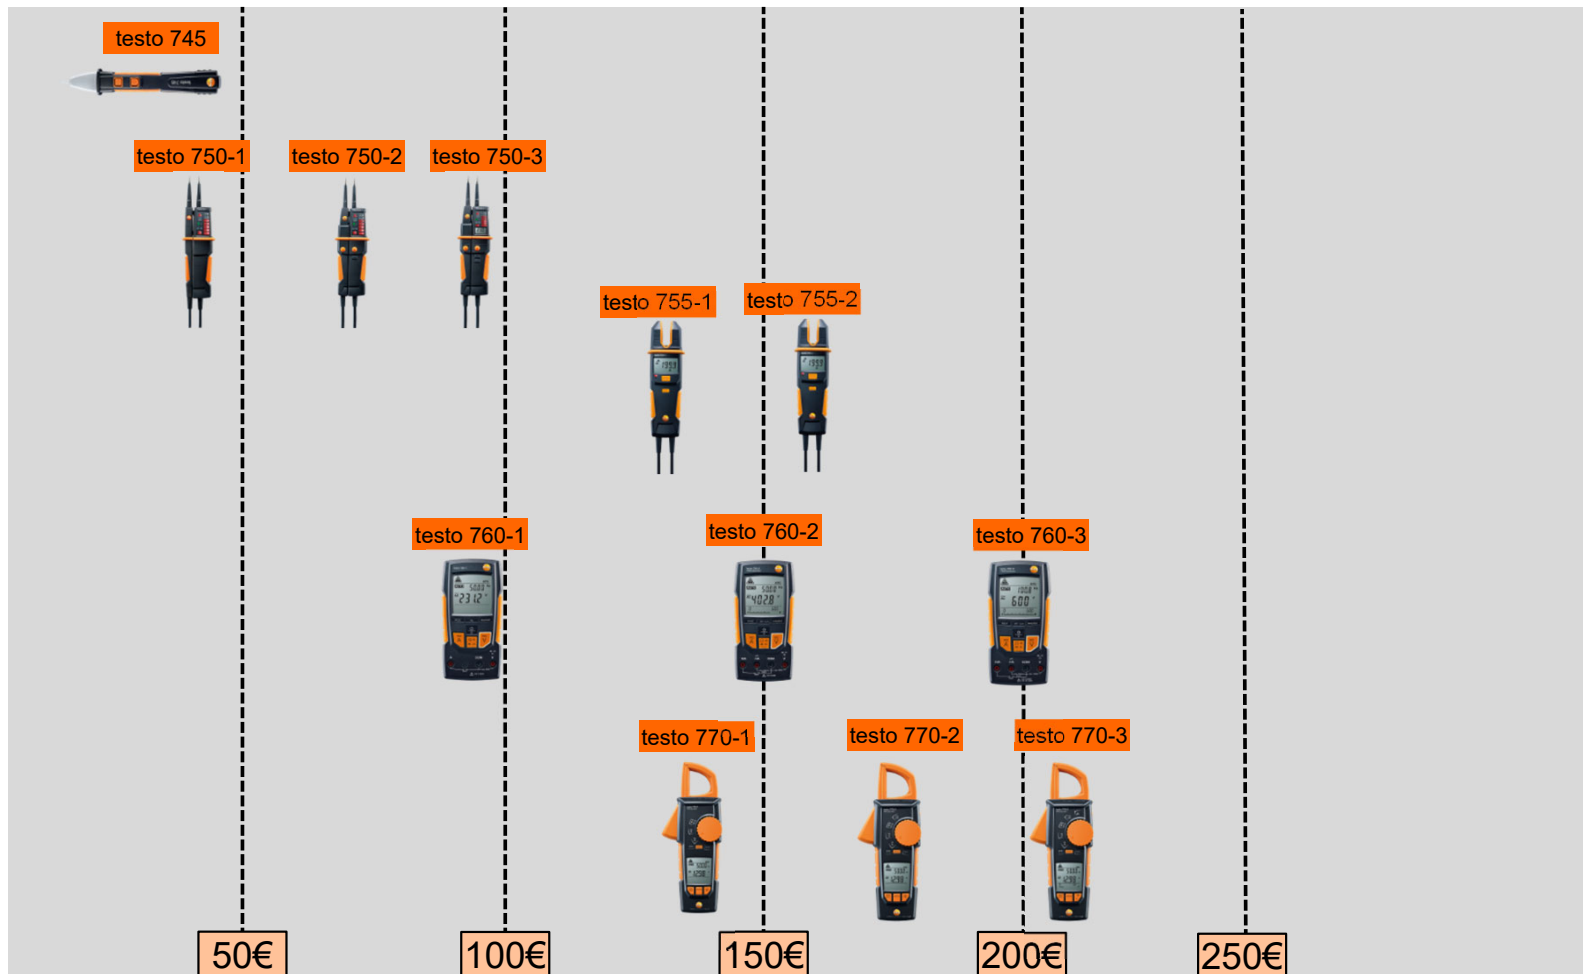 testo 745
testo 750-1
testo 750-2
testo 750-3
testo 755-1
testo 755-2
testo 760-1
testo 760-2
testo 760-3
testo 770-1
testo 770-2
testo 770-3
50€
100€
150€
200€
250€